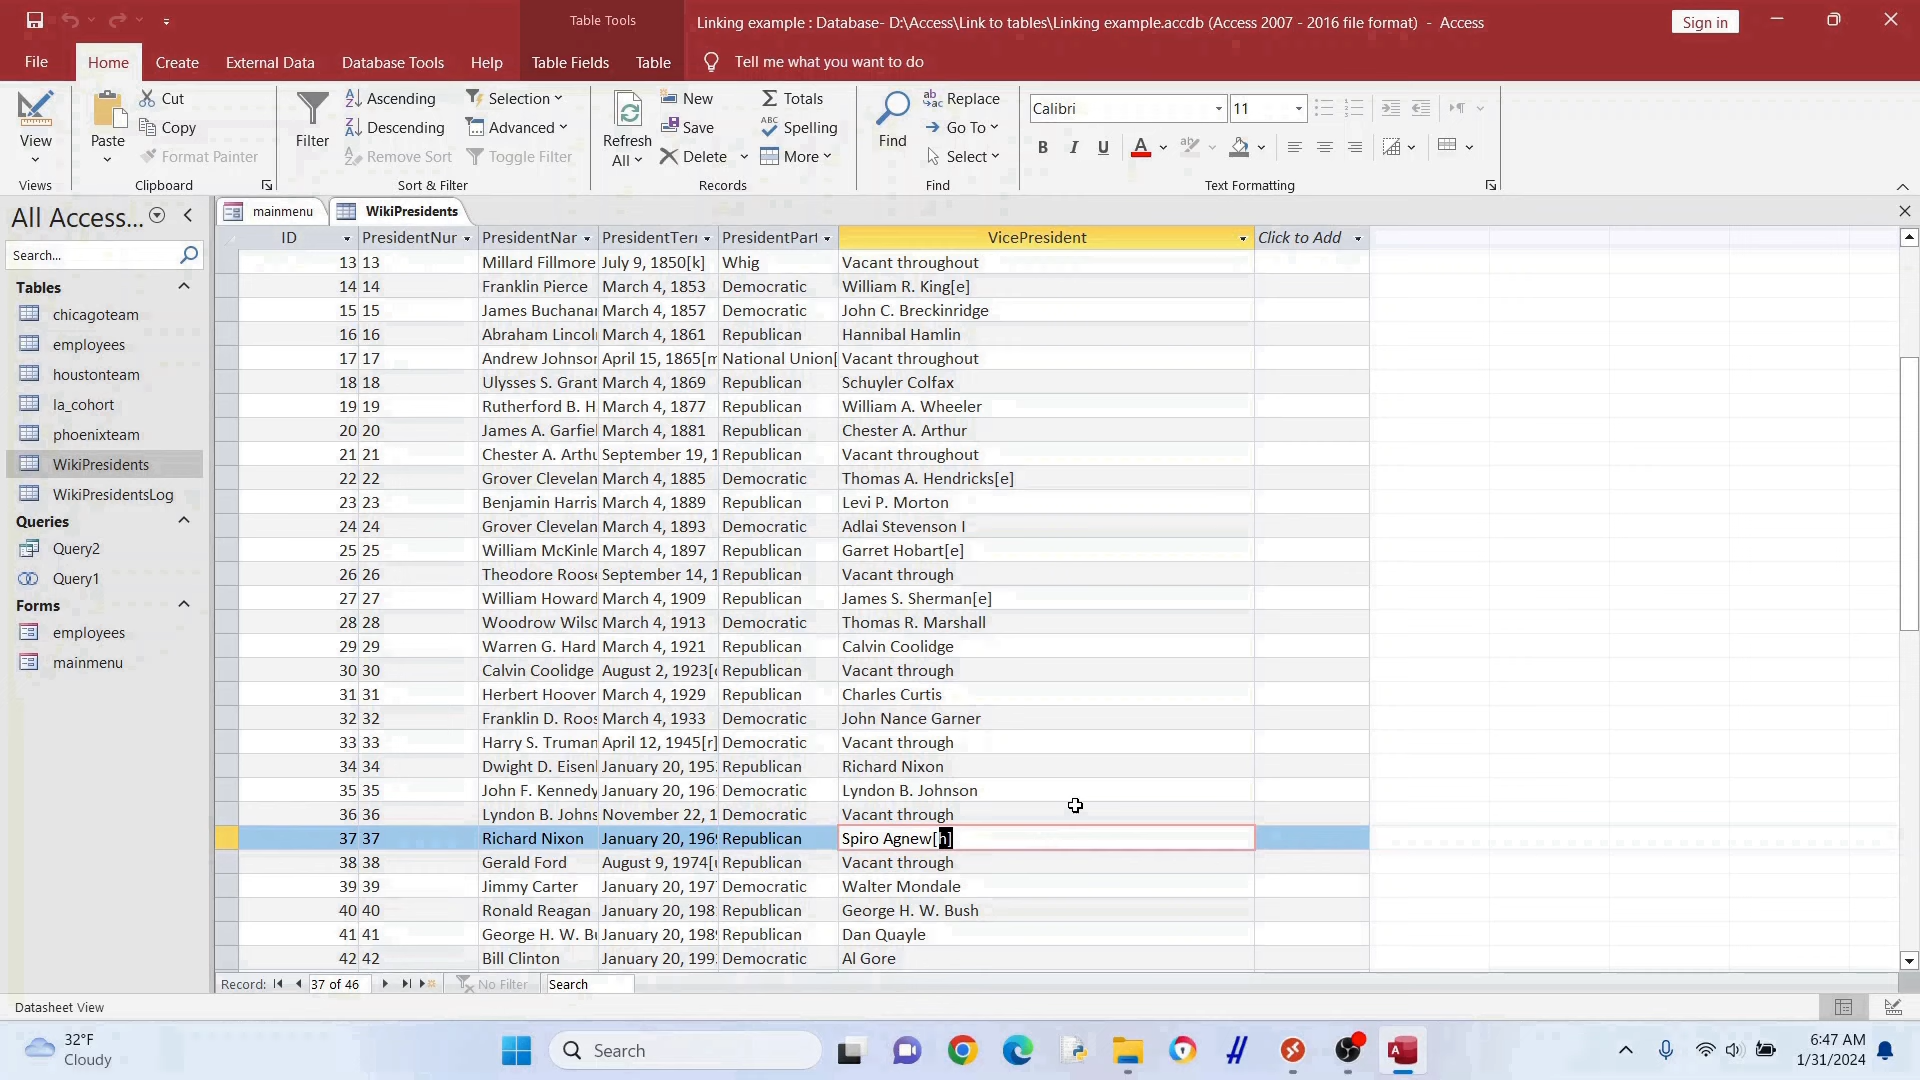 Table Tools
Linking example : Database- D:\Access\Link to tables\Linking example.accdb (Access 2007 - 2016 file format)  -  Access
Sign in
File Home Create External Data Database Tools Help Table Fields Table Tell me what you want to do
View
Views
Paste
Cut
Copy
Format Painter
Clipboard
Filter
Ascending
Descending
Remove Sort
Selection
Advanced
Toggle Filter
Sort & Filter
Refresh
All
New
Save
Delete
Totals
Spelling
More
Records
Find
Replace
Go To
Select
Find
Calibri 11
B I U A
Text Formatting
All Access...
Search...
Tables
chicagoteam
employees
houstonteam
la_cohort
phoenixteam
WikiPresidents
WikiPresidentsLog
Queries
Query2
Query1
Forms
employees
mainmenu
mainmenu WikiPresidents
ID PresidentNur PresidentNar PresidentTerr PresidentPart VicePresident Click to Add
13 13 Millard Fillmore July 9, 1850[k] Whig Vacant throughout
14 14 Franklin Pierce March 4, 1853 Democratic William R. King[e]
15 15 James Buchanar March 4, 1857 Democratic John C. Breckinridge
16 16 Abraham Lincol March 4, 1861 Republican Hannibal Hamlin
17 17 Andrew Johnsor April 15, 1865[m National Union[ Vacant throughout
18 18 Ulysses S. Grant March 4, 1869 Republican Schuyler Colfax
19 19 Rutherford B. H March 4, 1877 Republican William A. Wheeler
20 20 James A. Garfiel March 4, 1881 Republican Chester A. Arthur
21 21 Chester A. Arthu September 19, 1 Republican Vacant throughout
22 22 Grover Clevelan March 4, 1885 Democratic Thomas A. Hendricks[e]
23 23 Benjamin Harris March 4, 1889 Republican Levi P. Morton
24 24 Grover Clevelan March 4, 1893 Democratic Adlai Stevenson I
25 25 William McKinle March 4, 1897 Republican Garret Hobart[e]
26 26 Theodore Roose September 14, 1 Republican Vacant through
27 27 William Howard March 4, 1909 Republican James S. Sherman[e]
28 28 Woodrow Wilsc March 4, 1913 Democratic Thomas R. Marshall
29 29 Warren G. Hard March 4, 1921 Republican Calvin Coolidge
30 30 Calvin Coolidge August 2, 1923[c Republican Vacant through
31 31 Herbert Hoover March 4, 1929 Republican Charles Curtis
32 32 Franklin D. Roos March 4, 1933 Democratic John Nance Garner
33 33 Harry S. Truman April 12, 1945[r] Democratic Vacant through
34 34 Dwight D. Eisenl January 20, 195 Republican Richard Nixon
35 35 John F. Kennedy January 20, 196 Democratic Lyndon B. Johnson
36 36 Lyndon B. Johns November 22, 1 Democratic Vacant through
37 37 Richard Nixon January 20, 1969 Republican Spiro Agnew[h]
38 38 Gerald Ford August 9, 1974[u Republican Vacant through
39 39 Jimmy Carter January 20, 197 Democratic Walter Mondale
40 40 Ronald Reagan January 20, 198 Republican George H. W. Bush
41 41 George H. W. Bu January 20, 1989 Republican Dan Quayle
42 42 Bill Clinton January 20, 199 Democratic Al Gore
Record: 37 of 46 No Filter Search
Datasheet View
32°F
Cloudy
Search
6:47 AM
1/31/2024